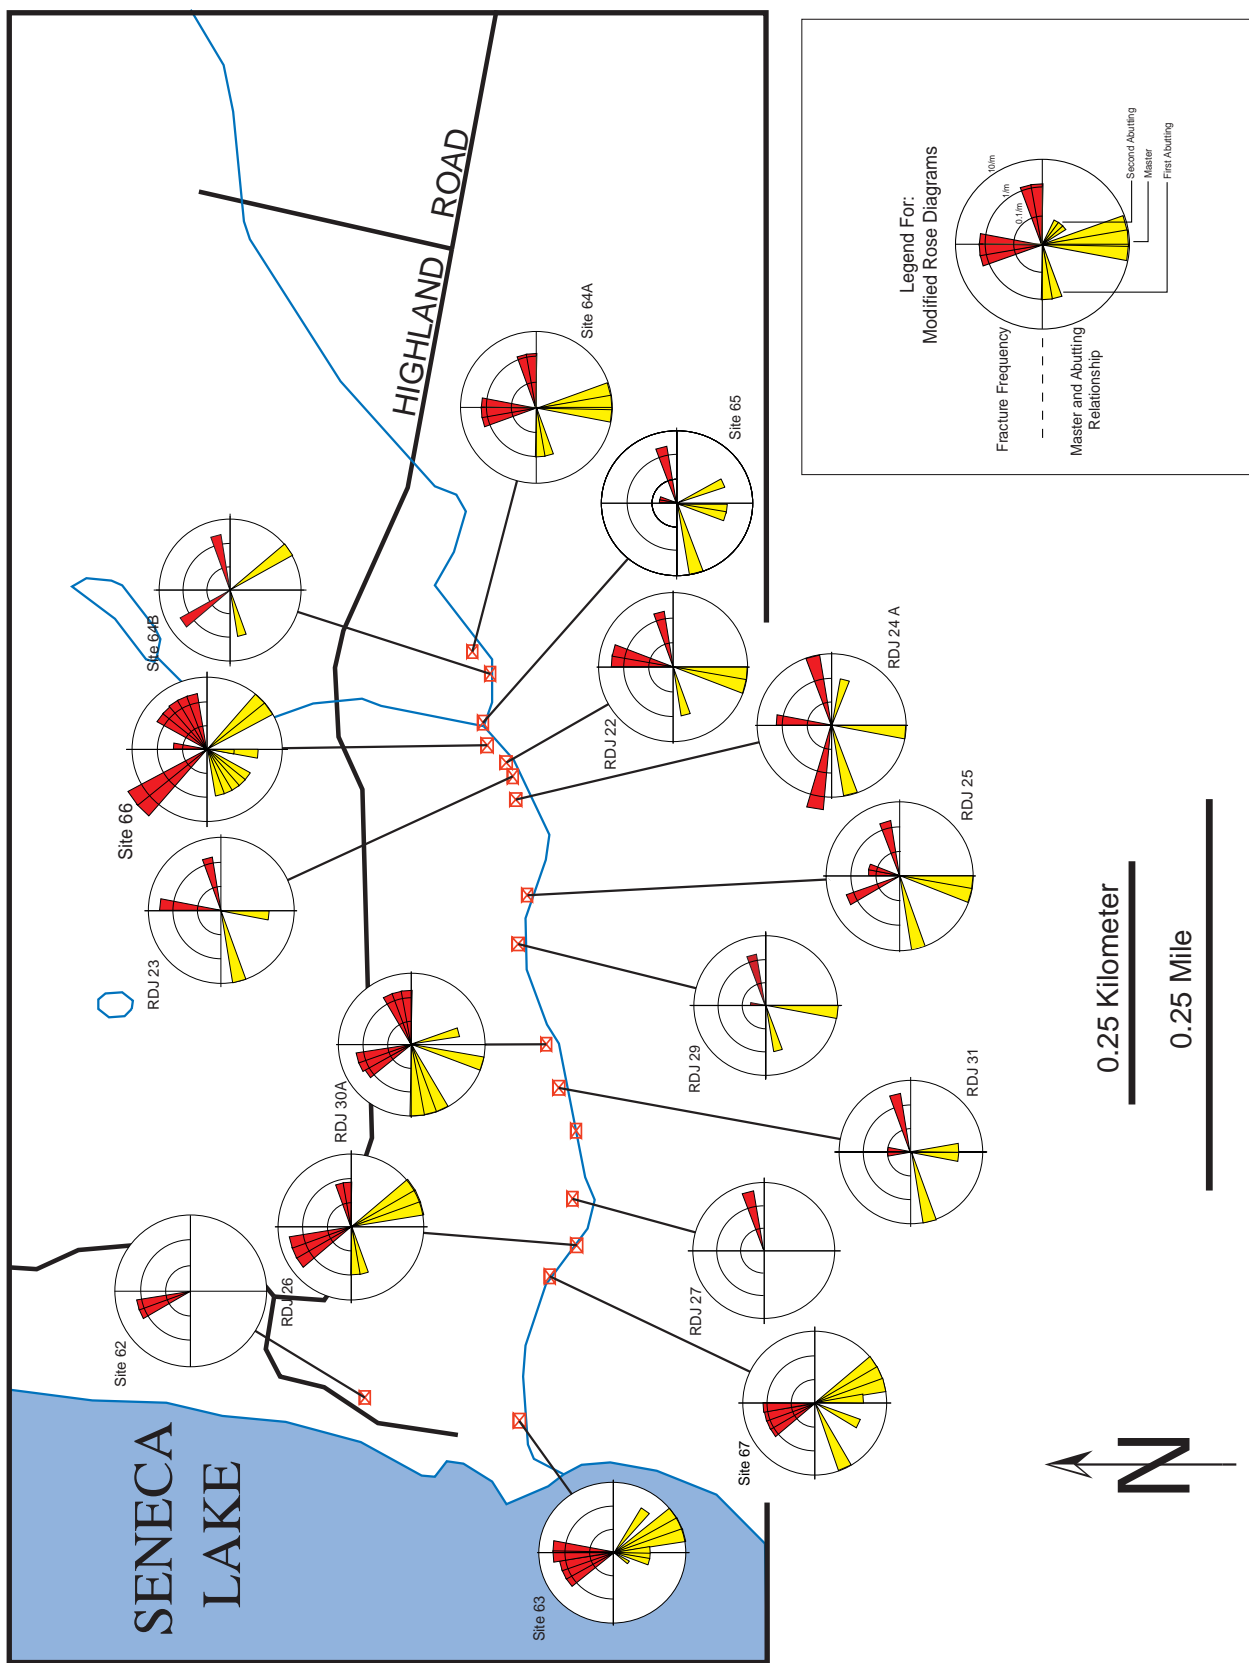 SENECA
LAKE
HIGHLAND ROAD
Site 62
Site 63
Site 67
RDJ 26
RDJ 27
RDJ 30A
RDJ 31
RDJ 29
RDJ 23
RDJ 25
Site 66
RDJ 24 A
RDJ 22
Site 64B
Site 65
Site 64A
0.25 Kilometer
0.25 Mile
N
Legend For:
Modified Rose Diagrams
Fracture Frequency
Master and Abutting
Relationship
0.1/m
1/m
10/m
Second Abutting
Master
First Abutting